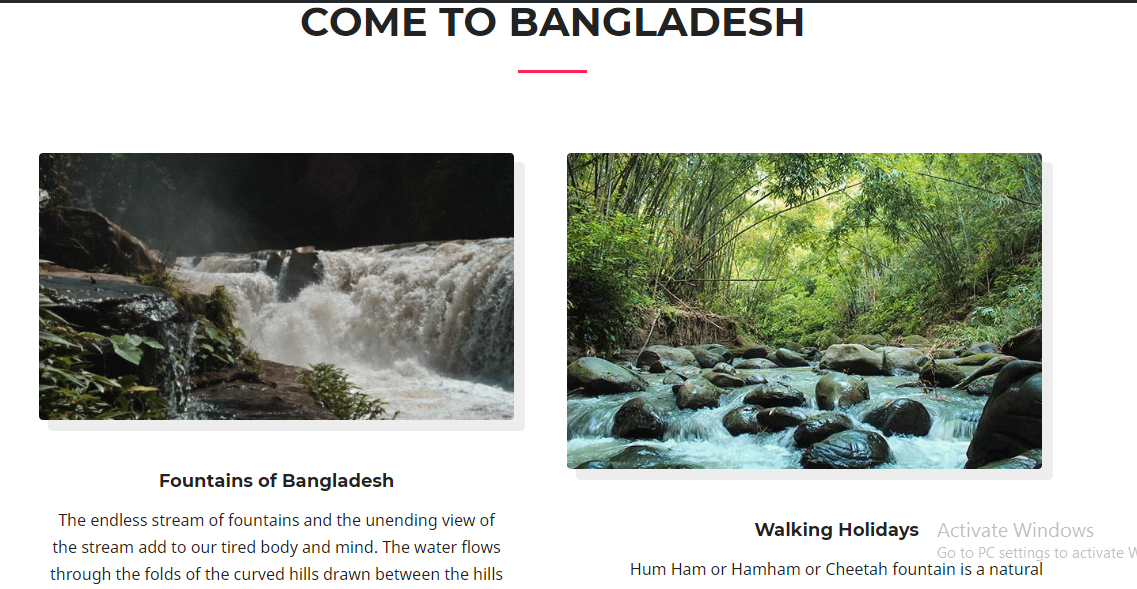 COME TO BANGLADESH
Fountains of Bangladesh
The endless stream of fountains and the unending view of
the stream add to our tired body and mind. The water flows
through the folds of the curved hills drawn between the hills
Walking Holidays
Hum Ham or Hamham or Cheetah fountain is a natural
Activate Windows
Go to PC settings to activate W